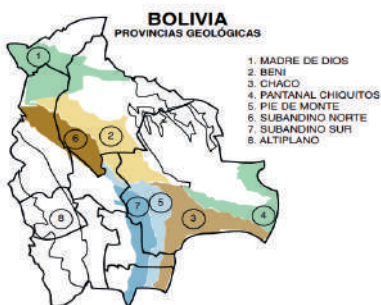 BOLIVIA
PROVINCIAS GEOLÓGICAS
1. MADRE DE DIOS
2. BENI
3. CHACO
4. PANTANAL CHIQUITOS
5. PIE DE MONTE
6. SUBANDINO NORTE
7. SUBANDINO SUR
8. ALTIPLANO
1
2
6
8
7
5
3
4